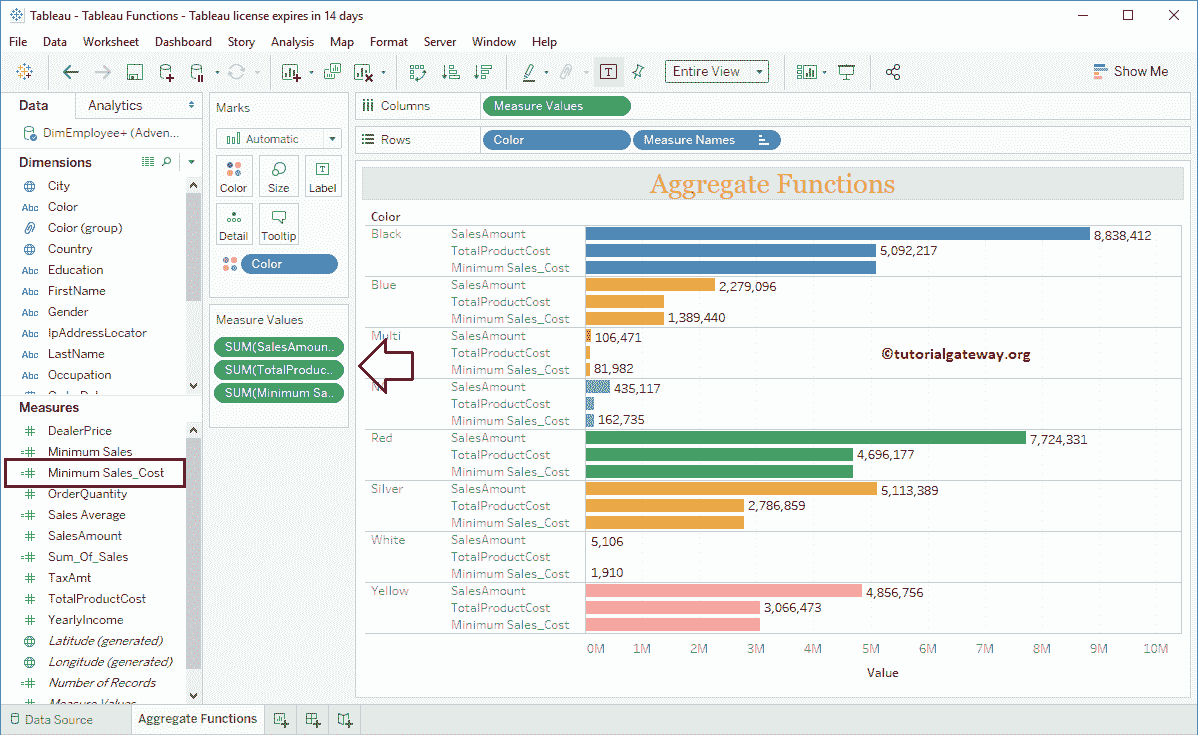 Tableau - Tableau Functions - Tableau license expires in 14 days
File Data Worksheet Dashboard Story Analysis Map Format Server Window Help
Entire View
Show Me
Data Analytics
DimEmployee+ (Adven...
Dimensions
City
Abc Color
Color (group)
Country
Abc Education
Abc FirstName
Abc Gender
IpAddressLocator
Abc LastName
Abc Occupation
Measures
DealerPrice
Minimum Sales
Minimum Sales_Cost
OrderQuantity
Sales Average
SalesAmount
Sum_Of_Sales
TaxAmt
TotalProductCost
YearlyIncome
Latitude (generated)
Longitude (generated)
Number of Records
Measure Values
Marks
Automatic
Color Size Label
Detail Tooltip
Color
Measure Values
SUM(SalesAmoun..
SUM(TotalProduc..
SUM(Minimum Sa..
Columns Measure Values
Rows Color Measure Names
Aggregate Functions
Color
Black SalesAmount 8,838,412
TotalProductCost 5,092,217
Minimum Sales_Cost
Blue SalesAmount 2,279,096
TotalProductCost
Minimum Sales_Cost 1,389,440
Multi SalesAmount 106,471
TotalProductCost
Minimum Sales_Cost 81,982
SalesAmount 435,117
TotalProductCost
Minimum Sales_Cost 162,735
Red SalesAmount 7,724,331
TotalProductCost 4,696,177
Minimum Sales_Cost
Silver SalesAmount 5,113,389
TotalProductCost 2,786,859
Minimum Sales_Cost
White SalesAmount 5,106
TotalProductCost
Minimum Sales_Cost 1,910
Yellow SalesAmount 4,856,756
TotalProductCost 3,066,473
Minimum Sales_Cost
0M 1M 2M 3M 4M 5M 6M 7M 8M 9M 10M
Value
©tutorialgateway.org
Data Source Aggregate Functions